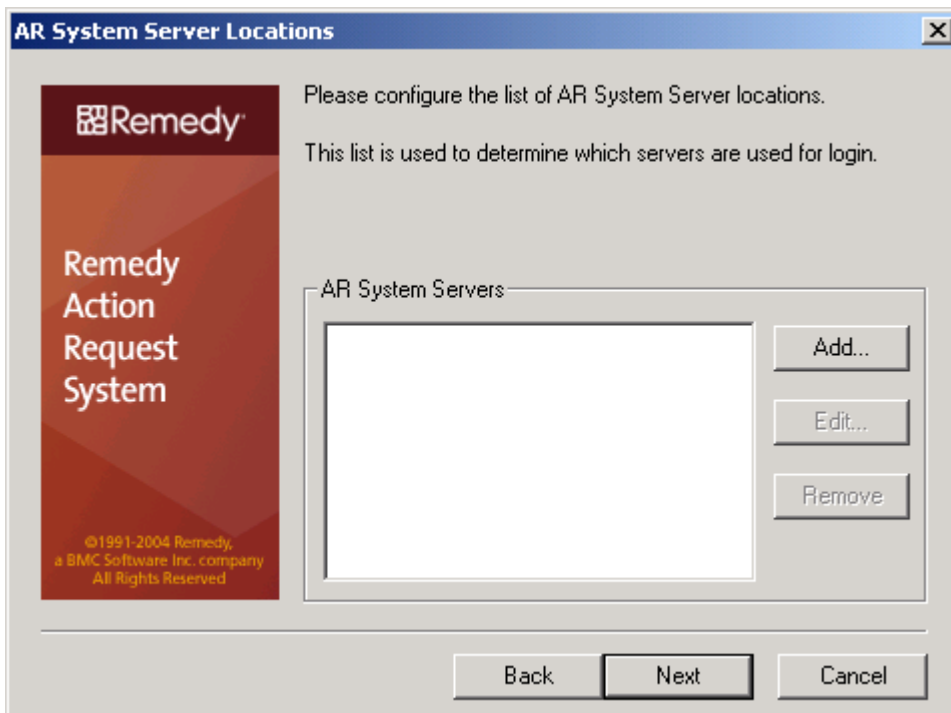 AR System Server Locations
Remedy
Remedy
Action
Request
System
©1991-2004 Remedy,
a BMC Software Inc. company
All Rights Reserved
Please configure the list of AR System Server locations.
This list is used to determine which servers are used for login.
AR System Servers
Add...
Edit...
Remove
Back
Next
Cancel